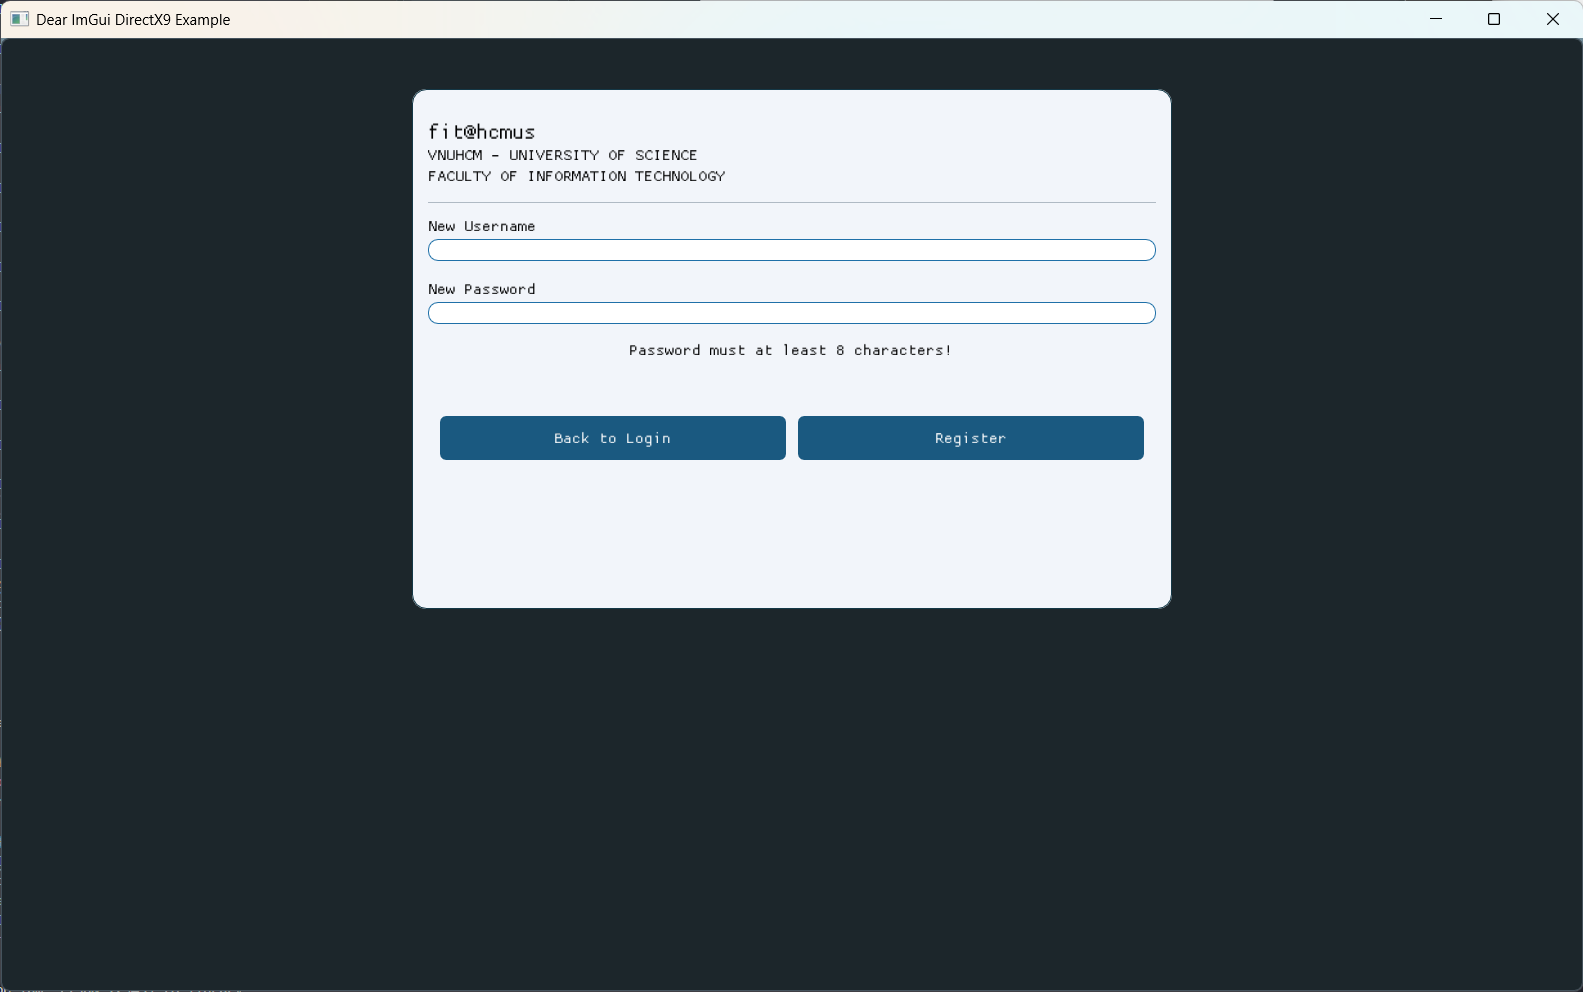 Dear ImGui DirectX9 Example
fit@hcmus
VNUHCM - UNIVERSITY OF SCIENCE
FACULTY OF INFORMATION TECHNOLOGY
New Username
New Password
Password must at least 8 characters!
Back to Login
Register